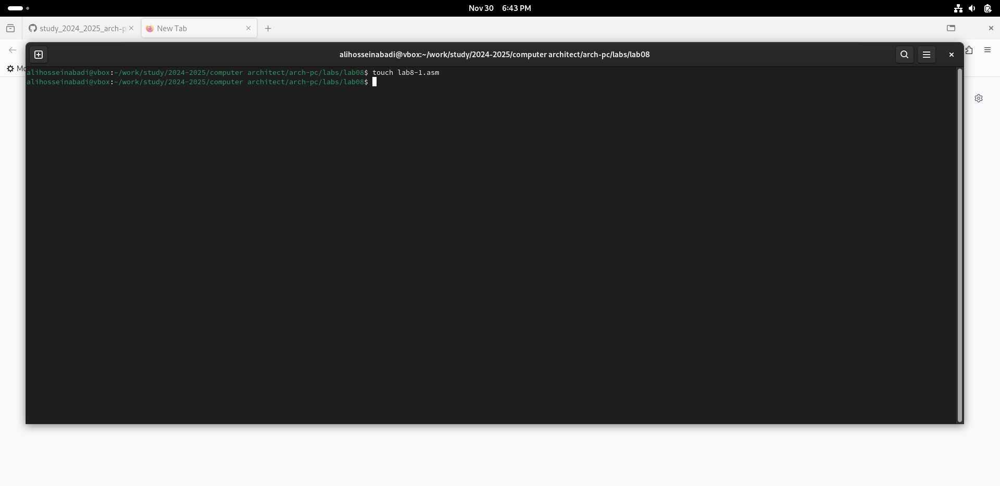 Nov 30 6:43 PM
study_2024_2025_arch-p
New Tab
alihosseinabadi@vbox:~/work/study/2024-2025/computer architect/arch-pc/labs/lab08
Mo
alihosseinabadi@vbox:~/work/study/2024-2025/computer architect/arch-pc/labs/lab08$ touch lab8-1.asm
alihosseinabadi@vbox:~/work/study/2024-2025/computer architect/arch-pc/labs/lab08$